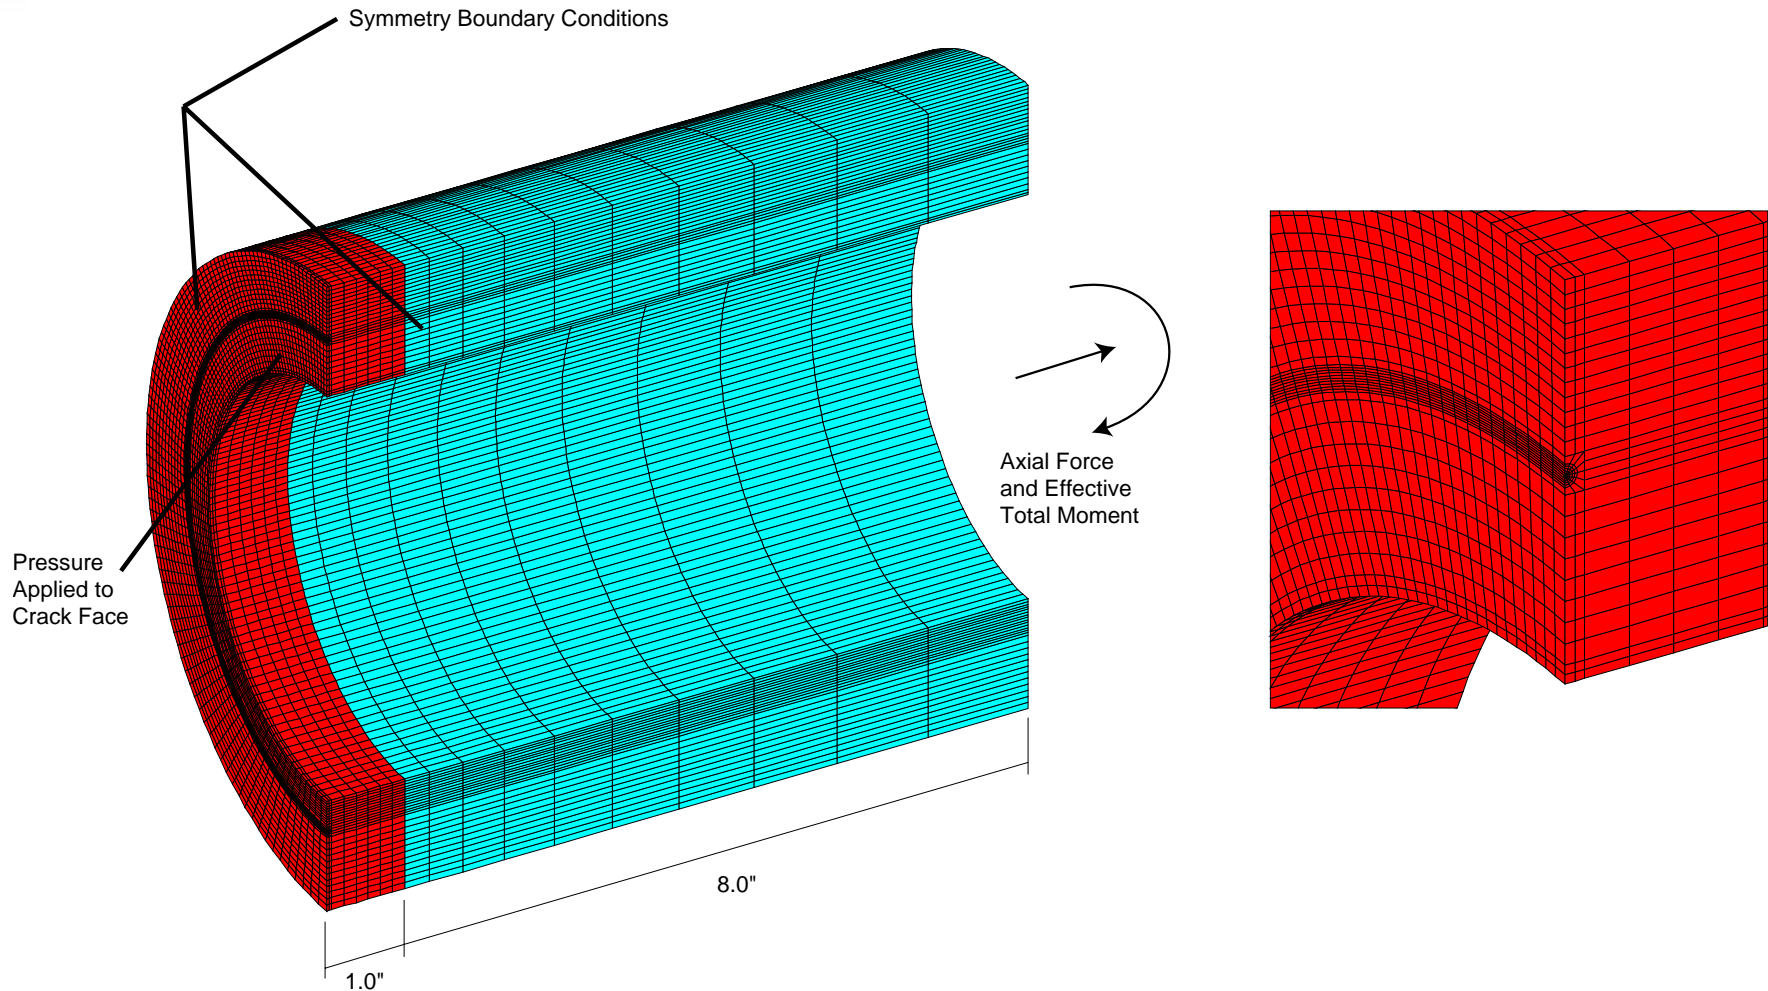 Symmetry Boundary Conditions
Axial Force
and Effective
Total Moment
Pressure
Applied to
Crack Face
8.0"
1.0"